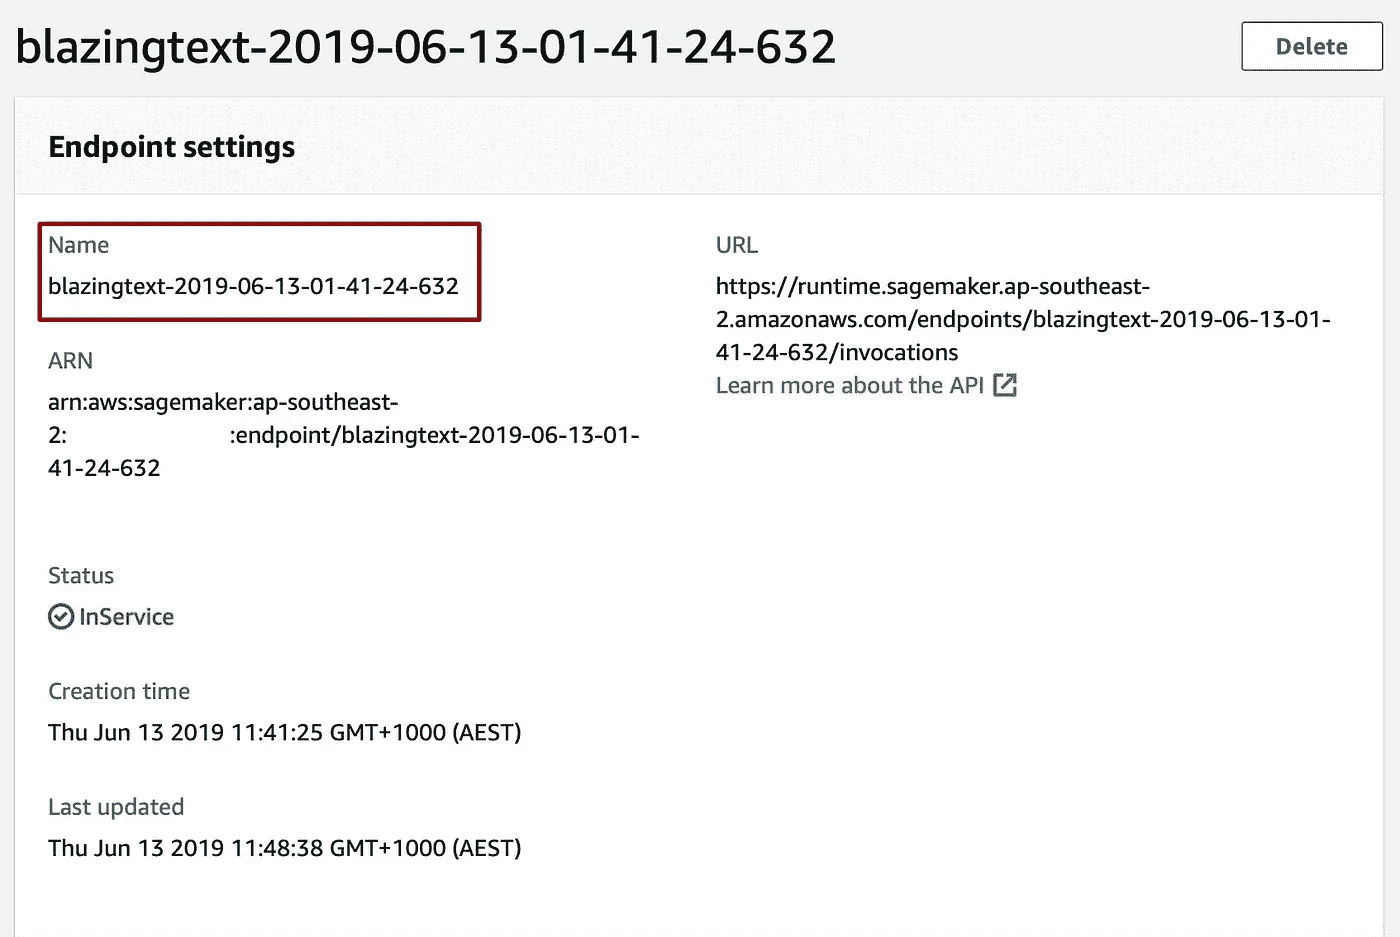 blazingtext-2019-06-13-01-41-24-632
Delete
Endpoint settings
Name
blazingtext-2019-06-13-01-41-24-632
ARN
arn:aws:sagemaker:ap-southeast-
2: :endpoint/blazingtext-2019-06-13-01-
41-24-632
Status
InService
Creation time
Thu Jun 13 2019 11:41:25 GMT+1000 (AEST)
Last updated
Thu Jun 13 2019 11:48:38 GMT+1000 (AEST)
URL
https://runtime.sagemaker.ap-southeast-
2.amazonaws.com/endpoints/blazingtext-2019-06-13-01-
41-24-632/invocations
Learn more about the API